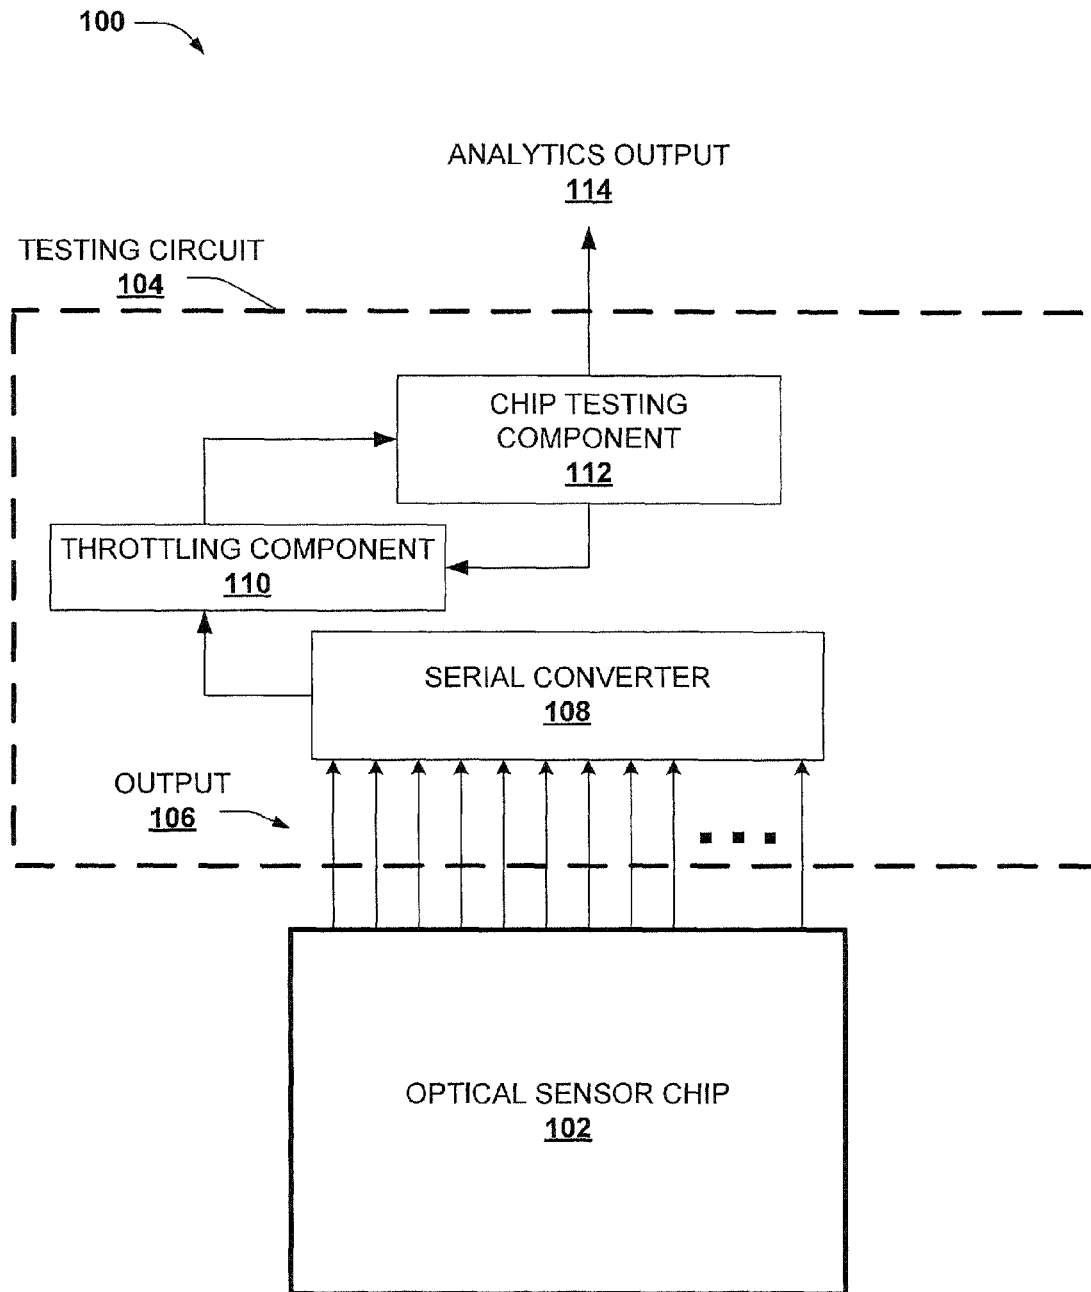 100
ANALYTICS OUTPUT
114
TESTING CIRCUIT
104
CHIP TESTING
COMPONENT
112
THROTTLING COMPONENT
110
SERIAL CONVERTER
108
OUTPUT
106
OPTICAL SENSOR CHIP
102